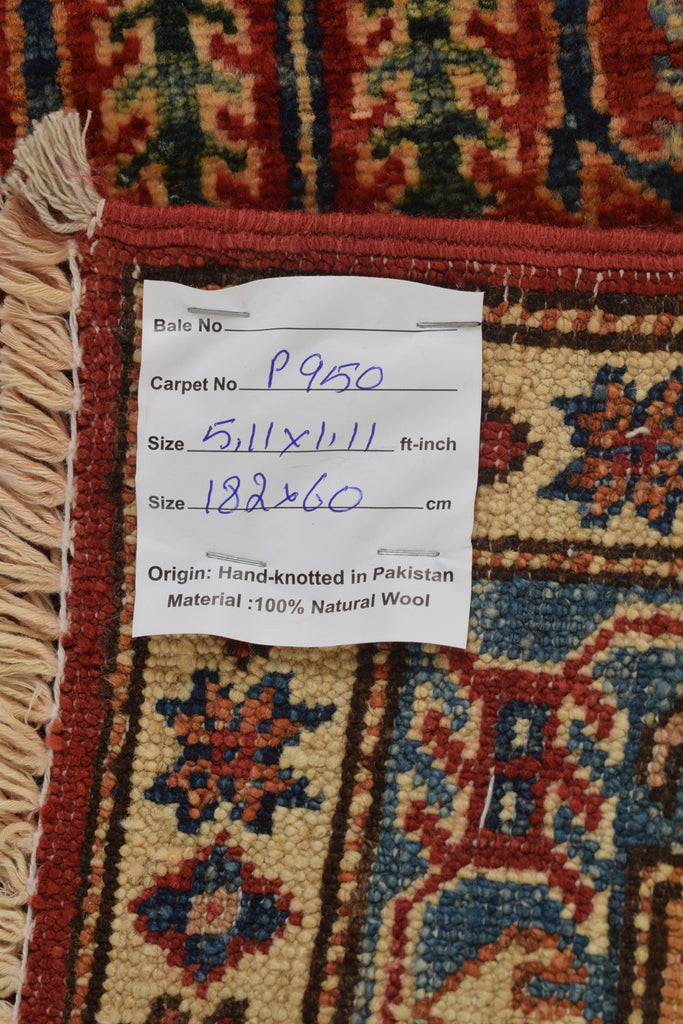 Bale No
Carpet No P950
Size 5,11x1,11 ft-inch
Size 182x60 cm
Origin: Hand-knotted in Pakistan
Material :100% Natural Wool